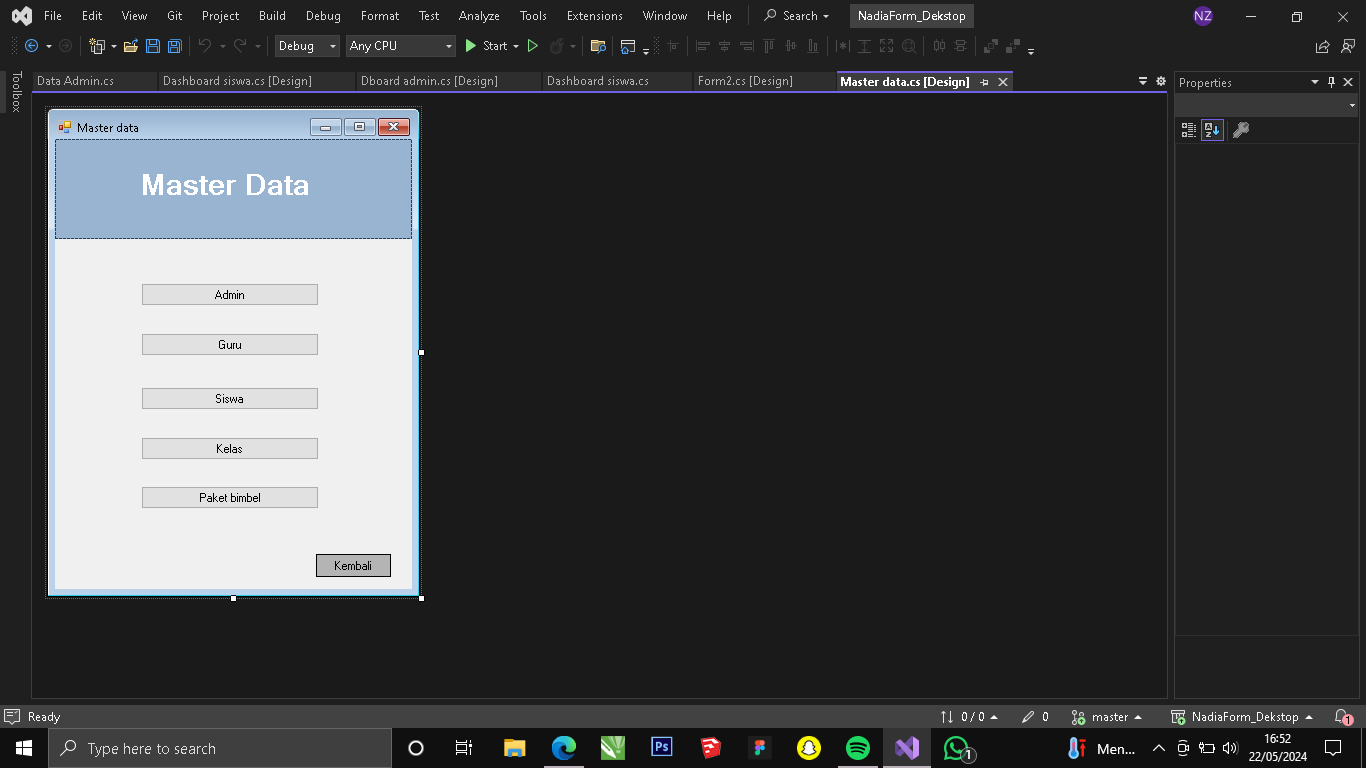 File Edit View Git Project Build Debug Format Test Analyze Tools Extensions Window Help Search NadiaForm_Dekstop NZ
Debug Any CPU Start
Data Admin.cs Dashboard siswa.cs [Design] Dboard admin.cs [Design] Dashboard siswa.cs Form2.cs [Design] Master data.cs [Design] Properties
Toolbox
Master data
Master Data
Admin
Guru
Siswa
Kelas
Paket bimbel
Kembali
Ready 0 / 0 0 master NadiaForm_Dekstop 1
Type here to search Ps 1 Men... 16:52
22/05/2024